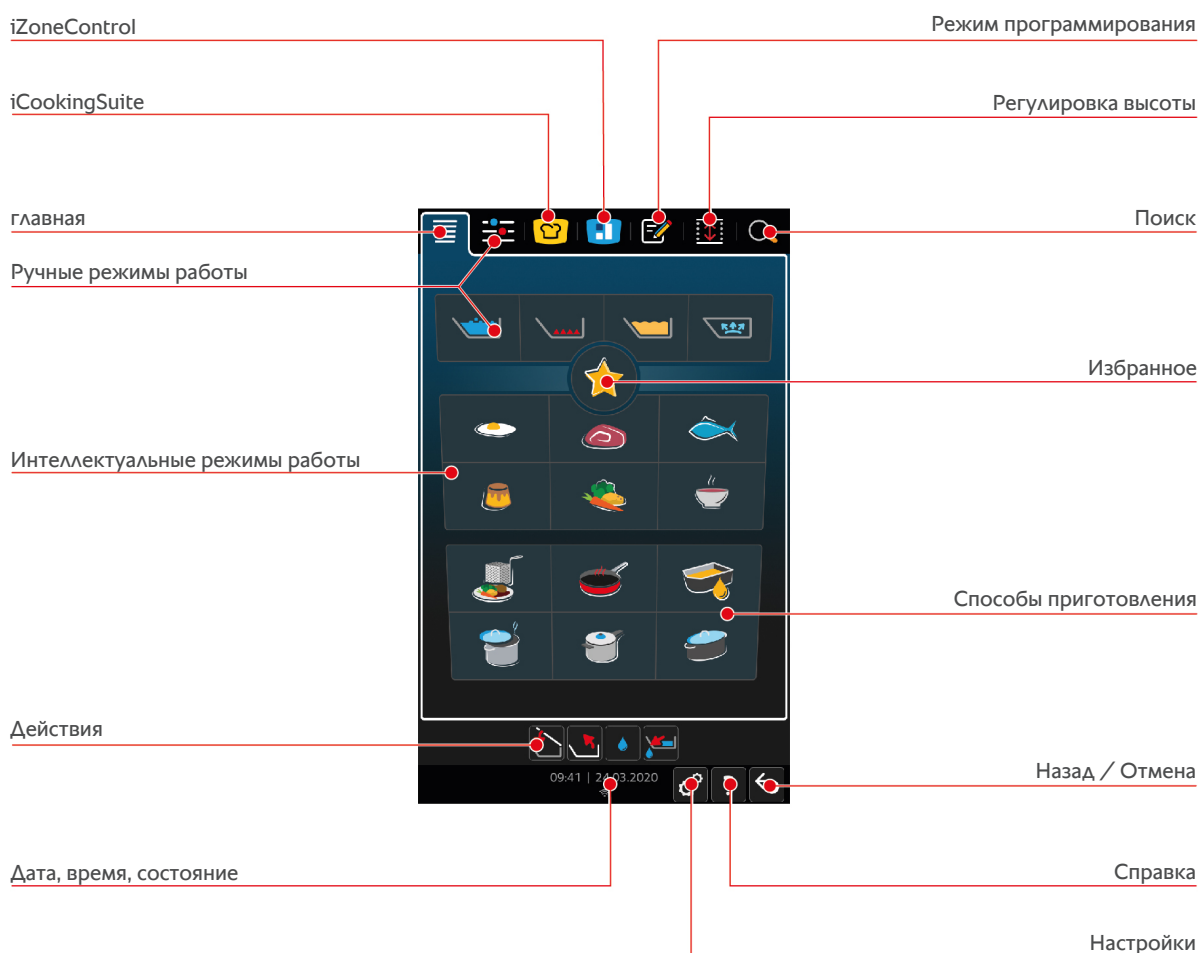 iZoneControl
Режим программирования
iCookingSuite
Регулировка высоты
главная
Поиск
Ручные режимы работы
Избранное
Интеллектуальные режимы работы
Способы приготовления
Действия
Назад / Отмена
09:41 | 24.03.2020
Дата, время, состояние
Справка
Настройки